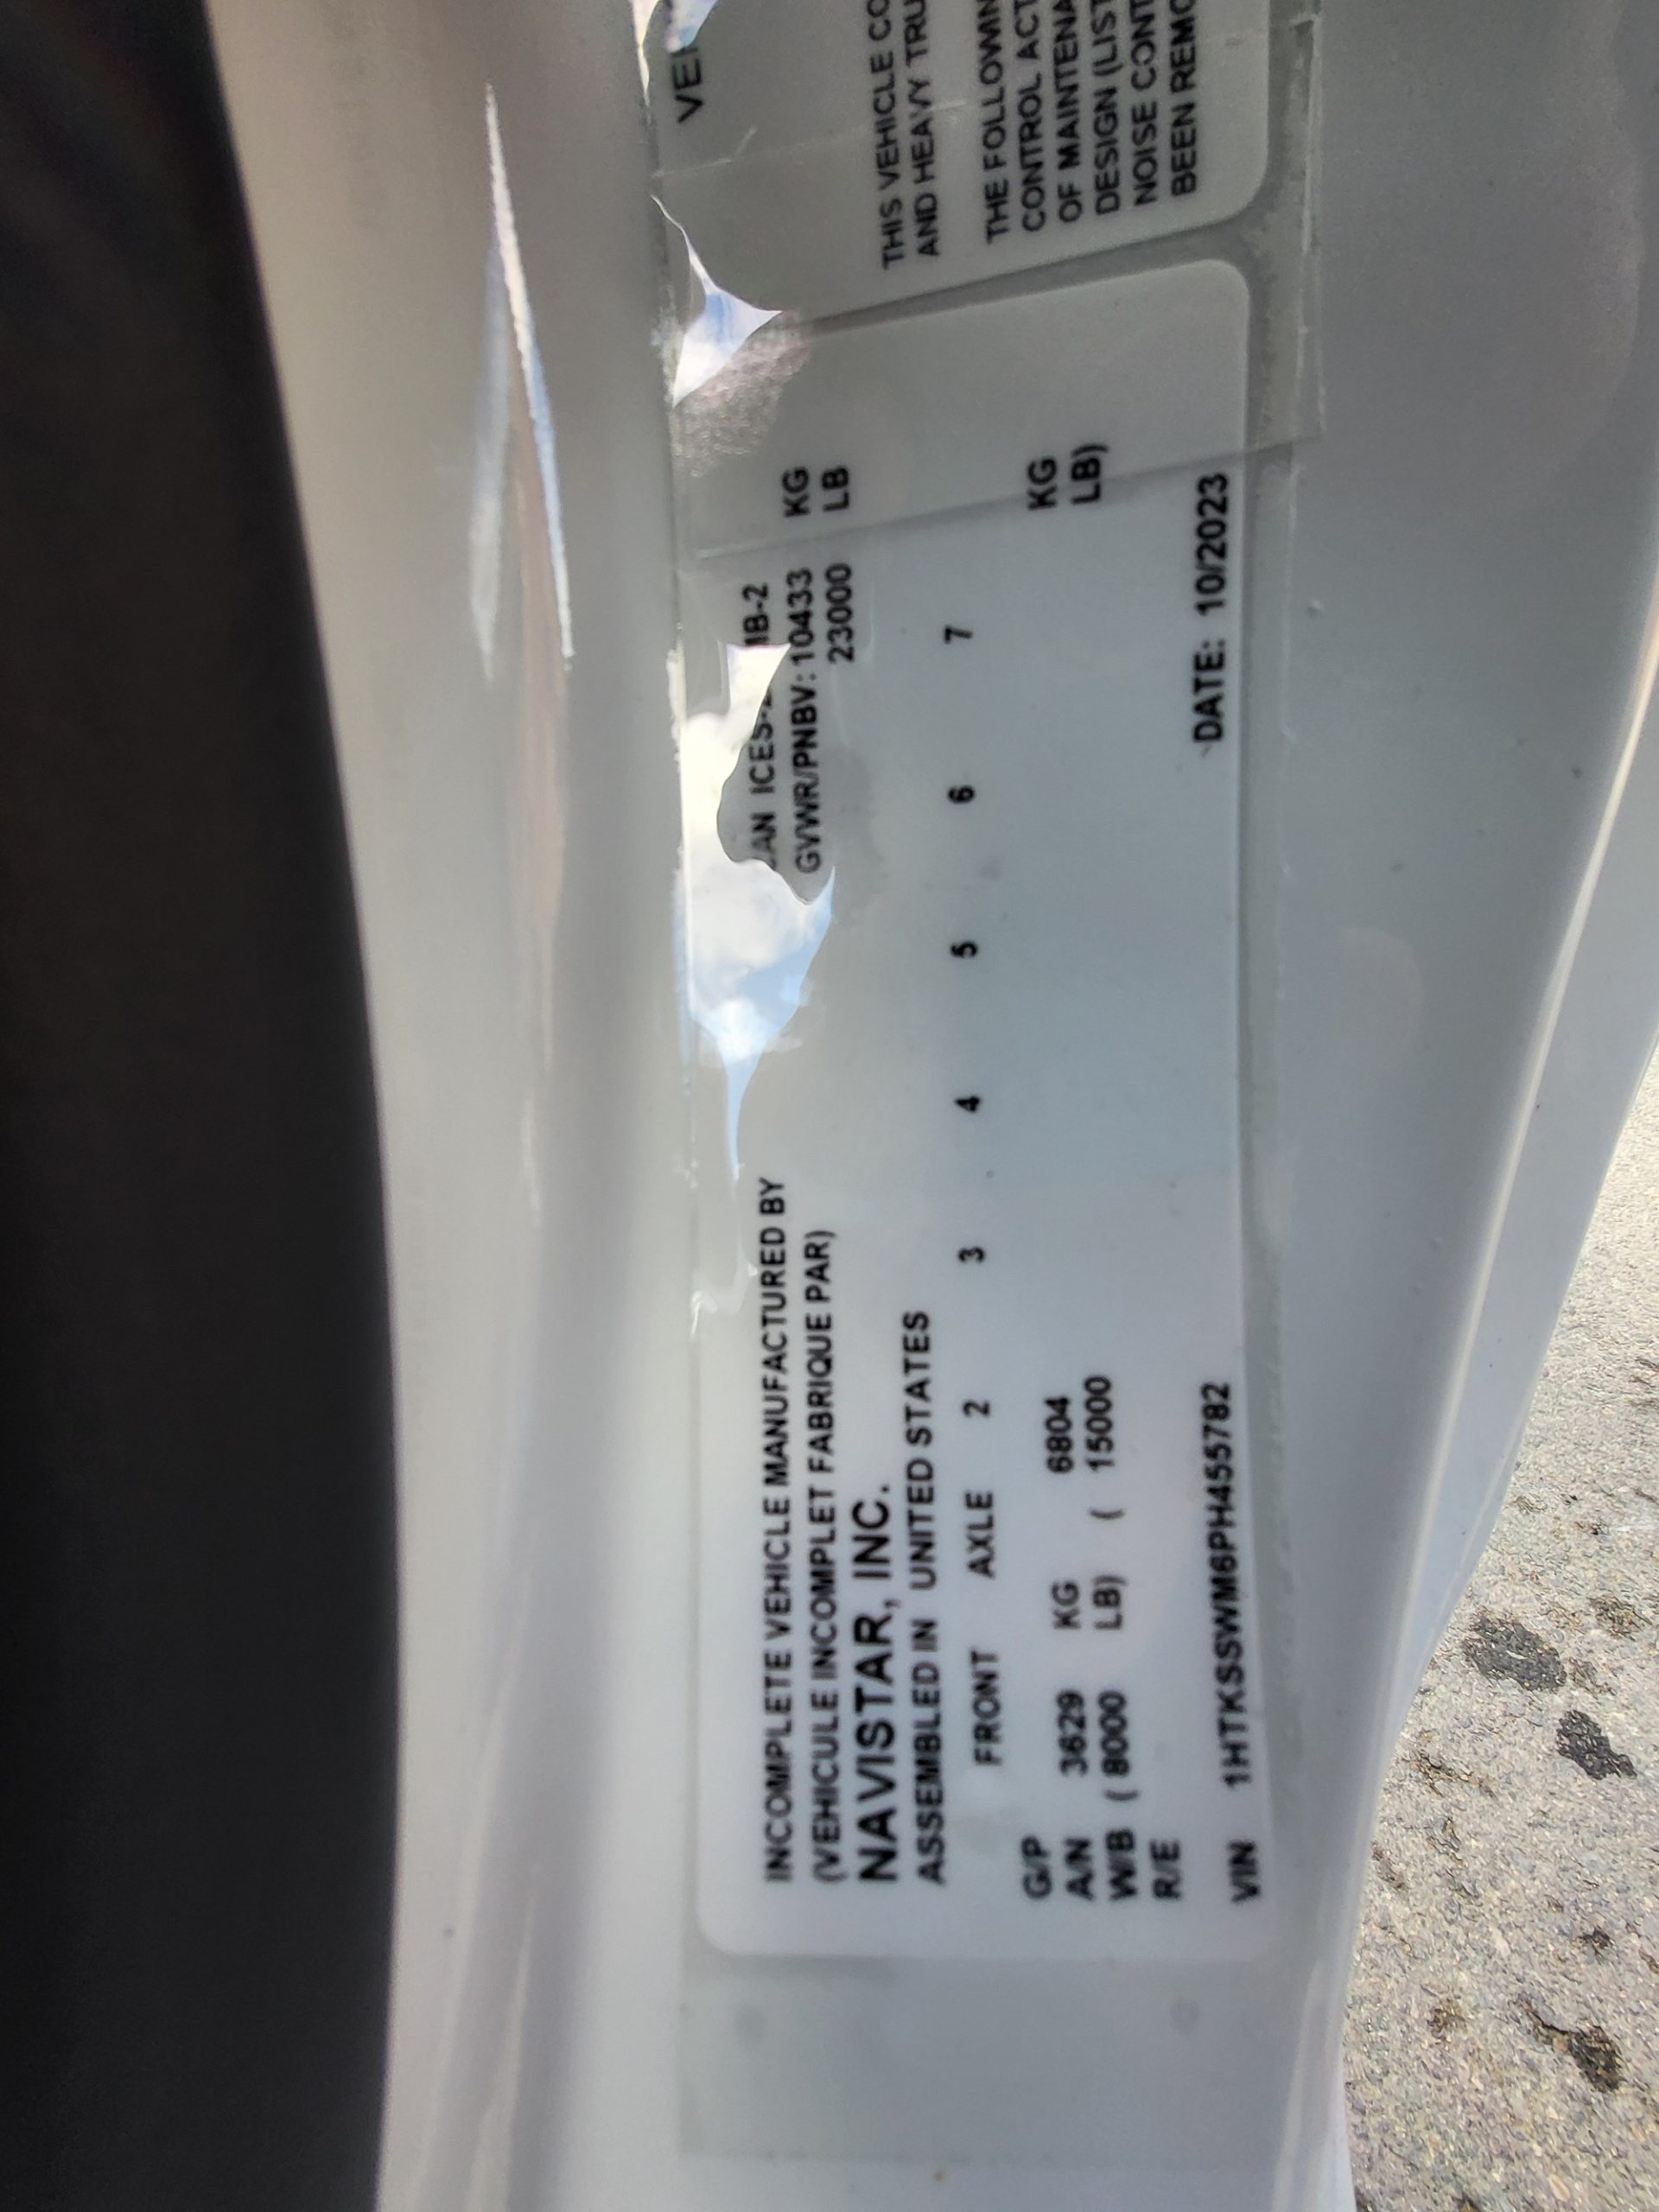 INCOMPLETE VEHICLE MANUFACTURED BY
(VEHICULE INCOMPLET FABRIQUE PAR)
NAVISTAR, INC.
ASSEMBLED IN UNITED STATES
ICES- IB-2
GVWR/PNBV: 10433 KG
23000 LB
FRONT AXLE 2 3 4 5 6 7
G/P
A/N 3629 KG 6804 KG
W/B ( 8000 LB) ( 15000 LB)
R/E
VIN 1HTKSSWM6PH455782 DATE: 10/2023
THIS VEHICLE CO
AND HEAVY TRU
THE FOLLOWIN
CONTROL ACT
OF MAINTENA
DESIGN (LIST
NOISE CONT
BEEN REMO